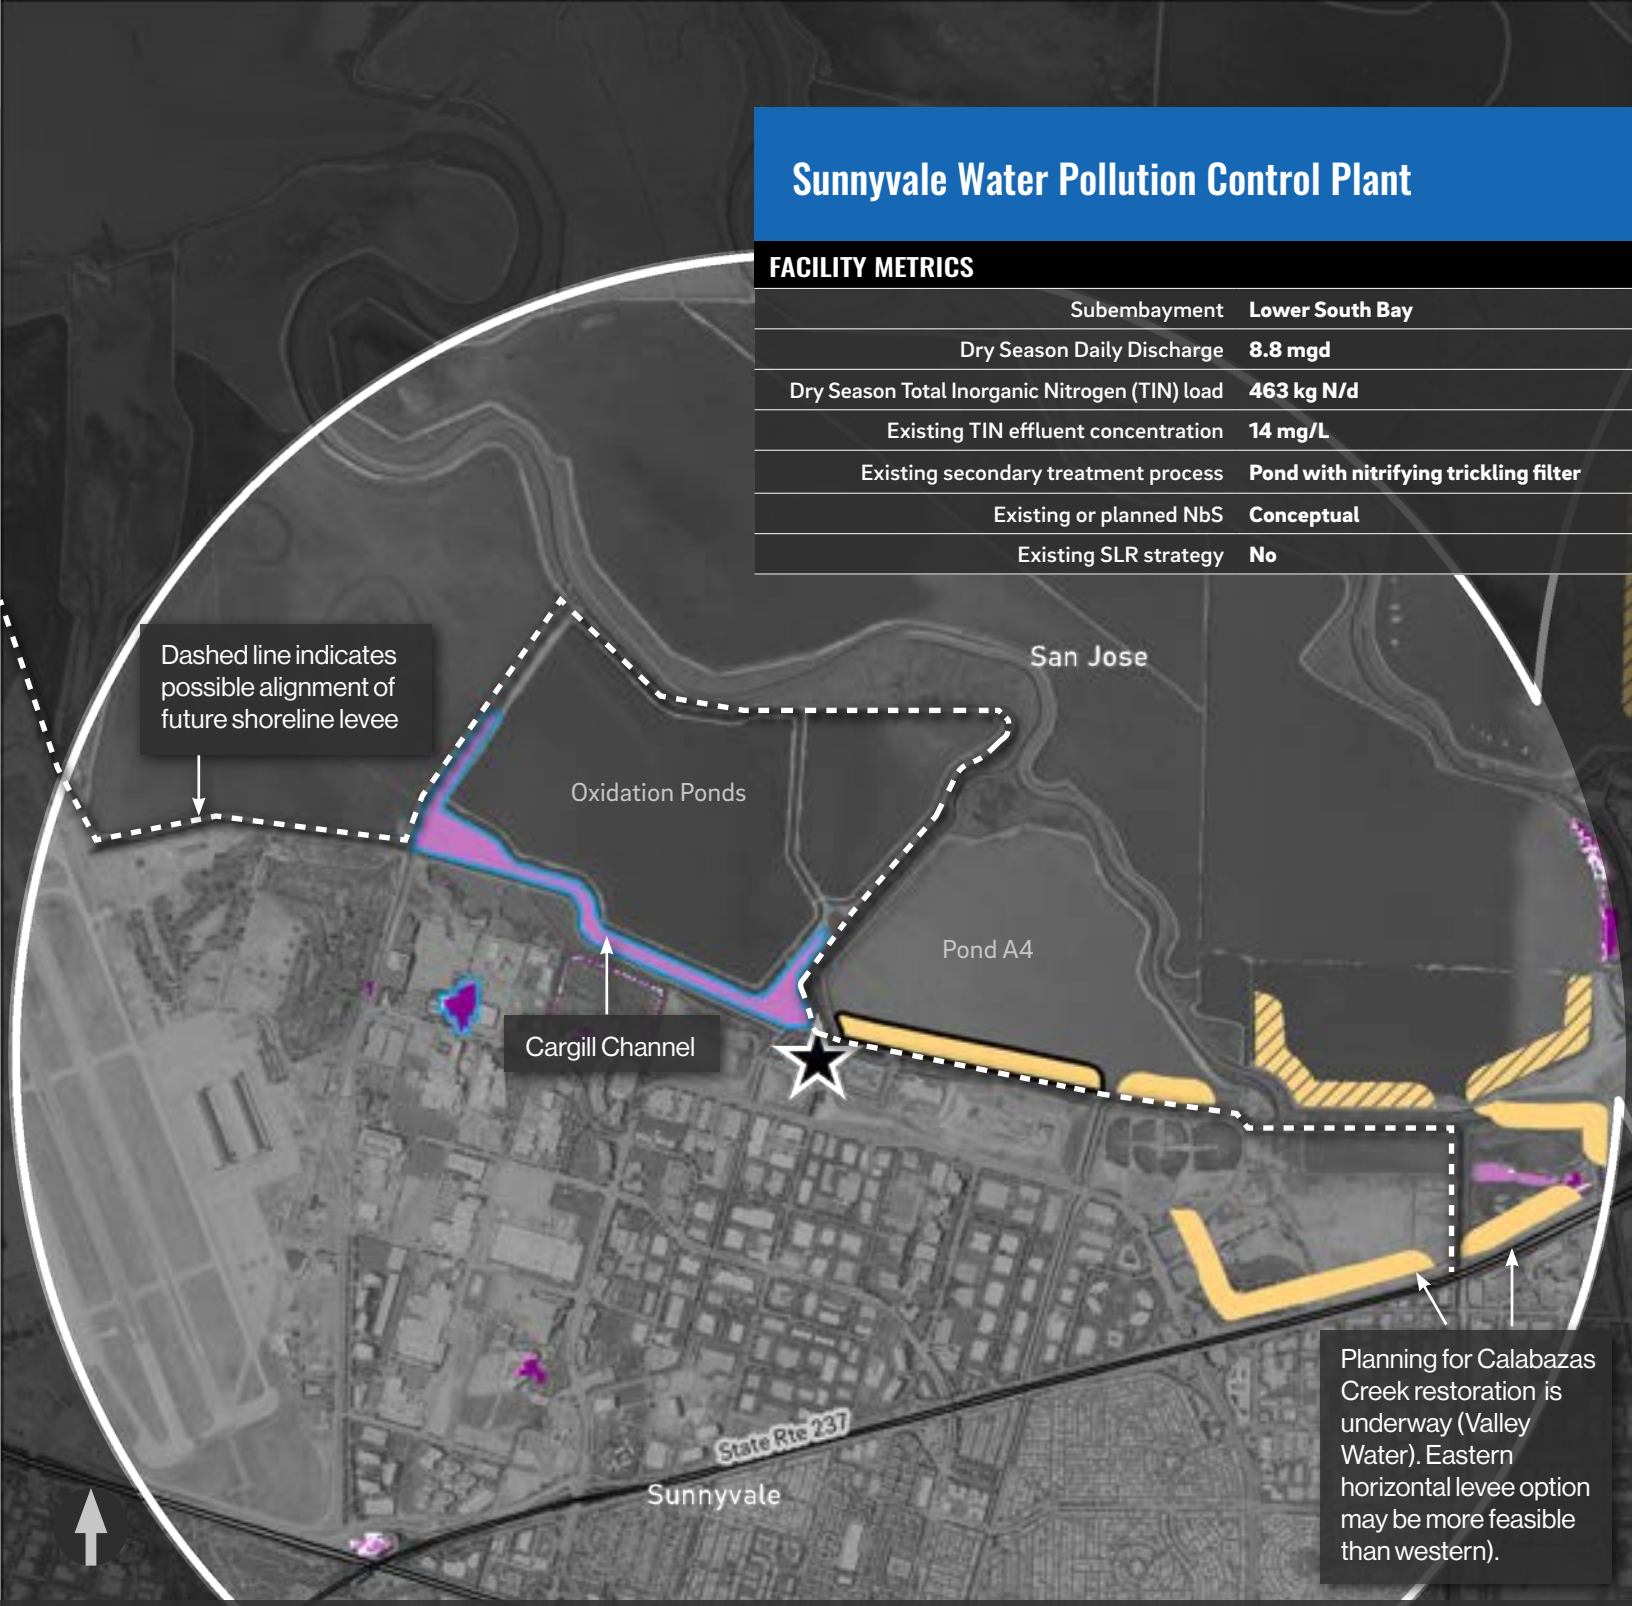 Sunnyvale Water Pollution Control Plant
FACILITY METRICS
Subembayment Lower South Bay
Dry Season Daily Discharge 8.8 mgd
Dry Season Total Inorganic Nitrogen (TIN) load 463 kg N/d
Existing TIN effluent concentration 14 mg/L
Existing secondary treatment process Pond with nitrifying trickling filter
Existing or planned NbS Conceptual
Existing SLR strategy No
San Jose
Dashed line indicates
possible alignment of
future shoreline levee
Oxidation Ponds
Pond A4
Cargill Channel
Planning for Calabazas
Creek restoration is
underway (Valley
Water). Eastern
horizontal levee option
may be more feasible
than western).
State Rte 237
Sunnyvale